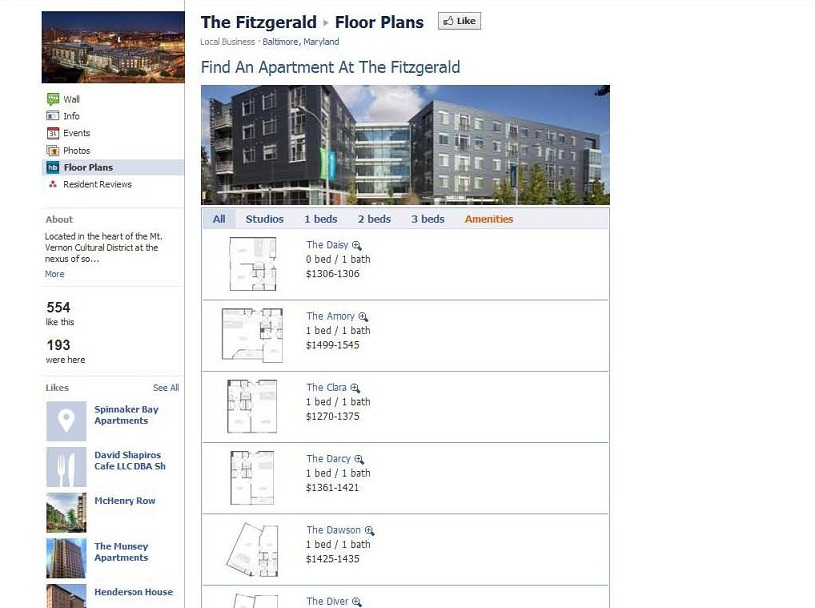 The Fitzgerald ▸ Floor Plans
Like
Local Business · Baltimore, Maryland
Find An Apartment At The Fitzgerald
Wall
Info
31 Events
Photos
hb Floor Plans
Resident Reviews
About
Located in the heart of the Mt.
Vernon Cultural District at the
nexus of so...
More
554
like this
193
were here
Likes See All
Spinnaker Bay
Apartments
David Shapiros
Cafe LLC DBA Sh
McHenry Row
The Munsey
Apartments
Henderson House
All Studios 1 beds 2 beds 3 beds Amenities
The Daisy
0 bed / 1 bath
$1306-1306
The Amory
1 bed / 1 bath
$1499-1545
The Clara
1 bed / 1 bath
$1270-1375
The Darcy
1 bed / 1 bath
$1361-1421
The Dawson
1 bed / 1 bath
$1425-1435
The Diver